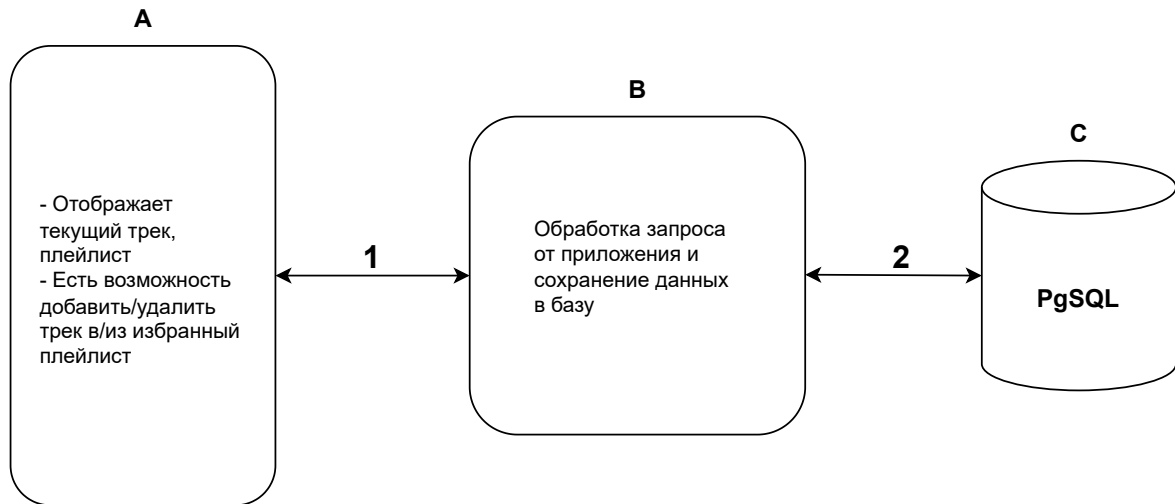 A
- Отображает
текущий трек,
плейлист
- Есть возможность
добавить/удалить
трек в/из избранный
плейлист
1
B
Обработка запроса
от приложения и
сохранение данных
в базу
2
C
PgSQL